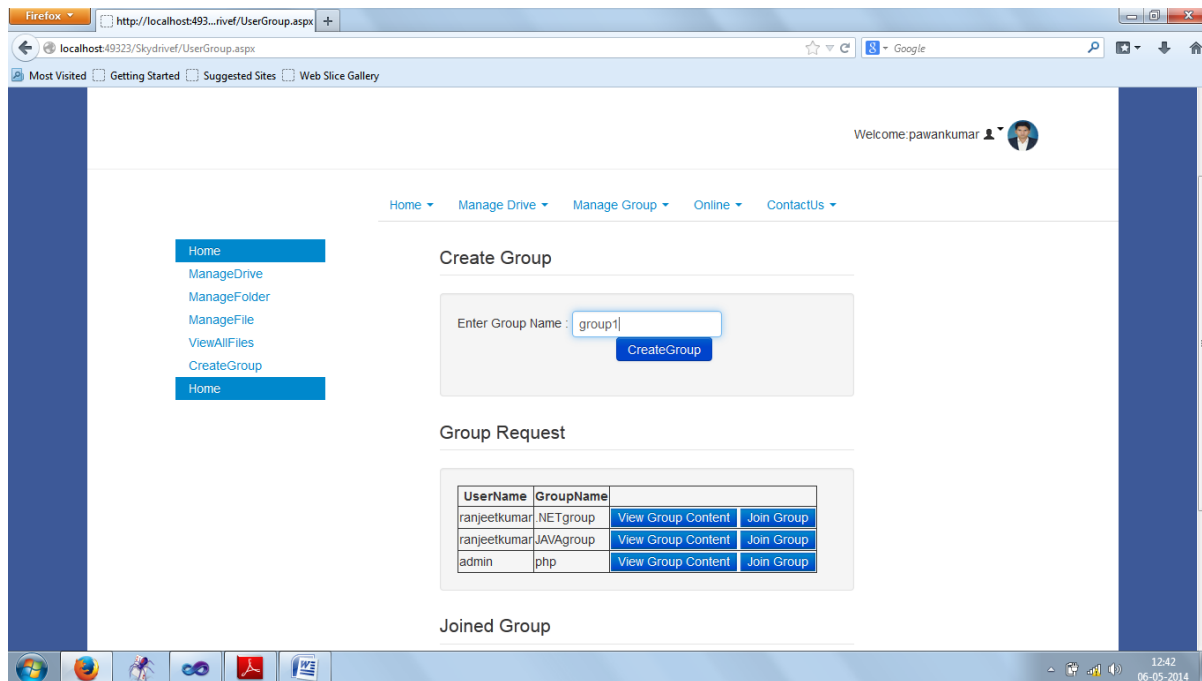 Firefox
http://localhost:493...rivef/UserGroup.aspx
localhost:49323/Skydrivef/UserGroup.aspx
Google
Most Visited Getting Started Suggested Sites Web Slice Gallery
Welcome:pawankumar
Home Manage Drive Manage Group Online ContactUs
Home
ManageDrive
ManageFolder
ManageFile
ViewAllFiles
CreateGroup
Home
Create Group
Enter Group Name : group1
CreateGroup
Group Request
UserName GroupName
ranjeetkumar .NETgroup View Group Content Join Group
ranjeetkumar JAVAgroup View Group Content Join Group
admin php View Group Content Join Group
Joined Group
12:42
06-05-2014